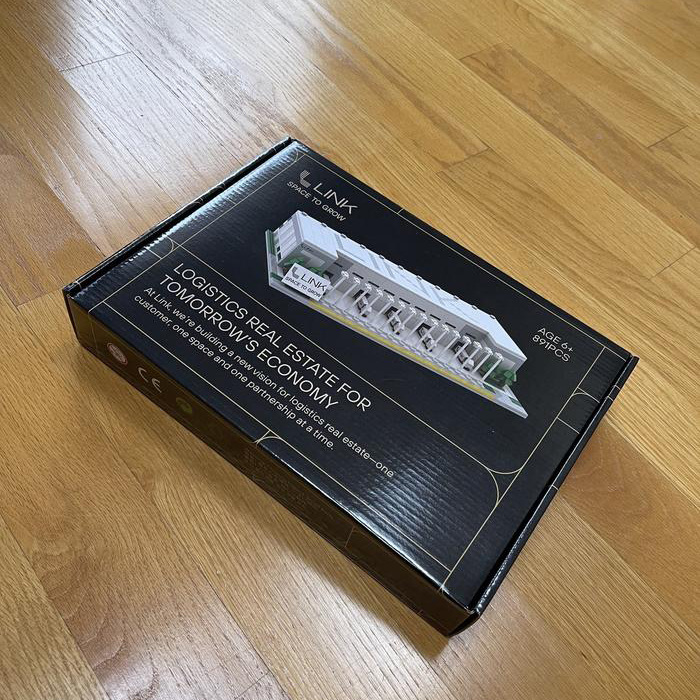 LINK
SPACE TO GROW
LINK
SPACE TO GROW
AGE 6+
891PCS
LOGISTICS REAL ESTATE FOR
TOMORROW'S ECONOMY
At Link, we're building a new vision for logistics real estate—one
customer, one space and one partnership at a time.
CE